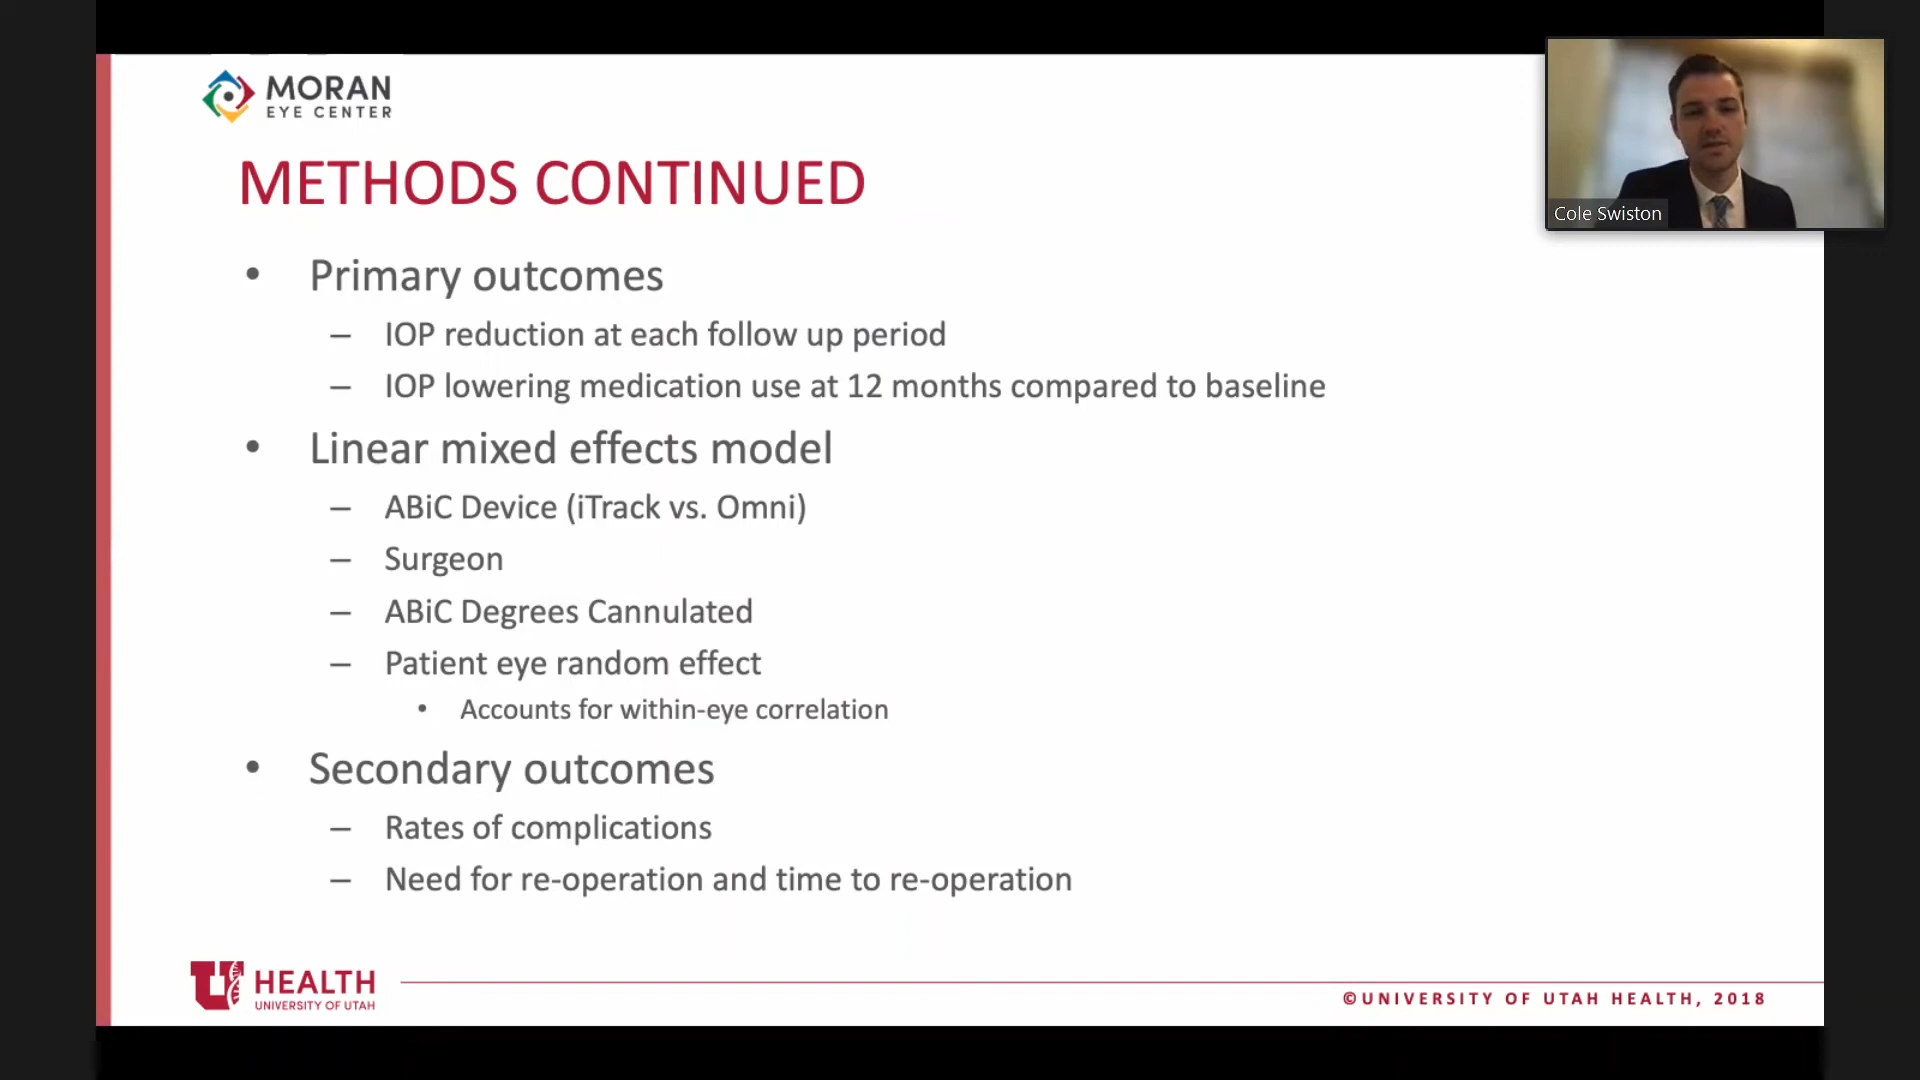 MORAN
EYE CENTER
Cole Swiston
METHODS CONTINUED
• Primary outcomes
– IOP reduction at each follow up period
– IOP lowering medication use at 12 months compared to baseline
• Linear mixed effects model
– ABiC Device (iTrack vs. Omni)
– Surgeon
– ABiC Degrees Cannulated
– Patient eye random effect
• Accounts for within-eye correlation
• Secondary outcomes
– Rates of complications
– Need for re-operation and time to re-operation
U HEALTH
UNIVERSITY OF UTAH
©UNIVERSITY OF UTAH HEALTH, 2018